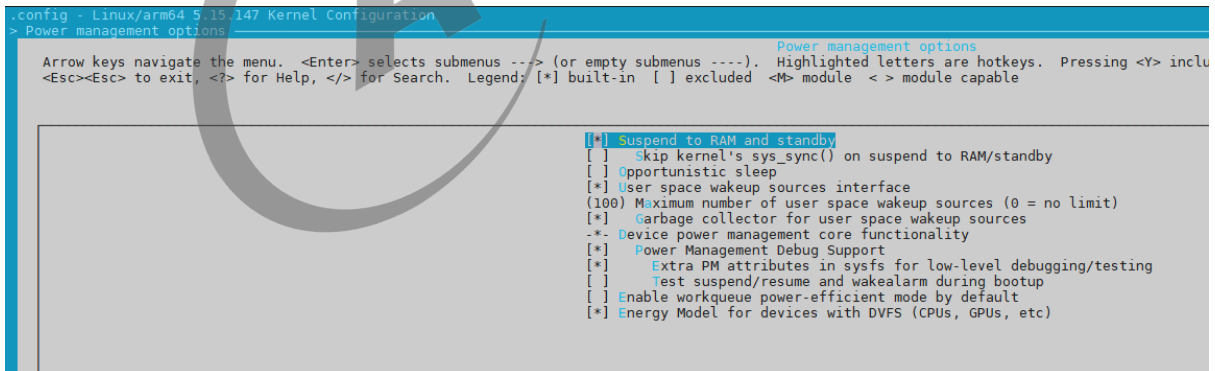 .config - Linux/arm64 5.15.147 Kernel Configuration
> Power management options
Power management options
Arrow keys navigate the menu. <Enter> selects submenus ---> (or empty submenus ----). Highlighted letters are hotkeys. Pressing <Y> inclu
<Esc><Esc> to exit, <?> for Help, </> for Search. Legend: [*] built-in [ ] excluded <M> module < > module capable
[*] Suspend to RAM and standby
[ ] Skip kernel's sys_sync() on suspend to RAM/standby
[ ] Opportunistic sleep
[*] User space wakeup sources interface
(100) Maximum number of user space wakeup sources (0 = no limit)
[*] Garbage collector for user space wakeup sources
-*- Device power management core functionality
[*] Power Management Debug Support
[*] Extra PM attributes in sysfs for low-level debugging/testing
[ ] Test suspend/resume and wakealarm during bootup
[ ] Enable workqueue power-efficient mode by default
[*] Energy Model for devices with DVFS (CPUs, GPUs, etc)